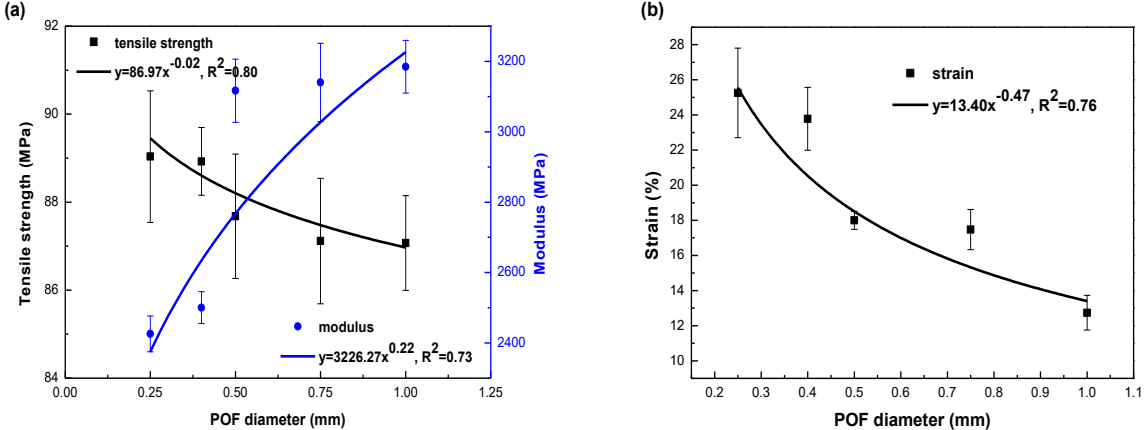 (a)
92
90
88
86
84
Tensile strength (MPa)
tensile strength
y=86.97x^-0.02, R^2=0.80
modulus
y=3226.27x^0.22, R^2=0.73
3200
3000
2800
2600
2400
Modulus (MPa)
0.00 0.25 0.50 0.75 1.00 1.25
POF diameter (mm)
(b)
28
26
24
22
20
18
16
14
12
10
Strain (%)
strain
y=13.40x^-0.47, R^2=0.76
0.2 0.3 0.4 0.5 0.6 0.7 0.8 0.9 1.0 1.1
POF diameter (mm)